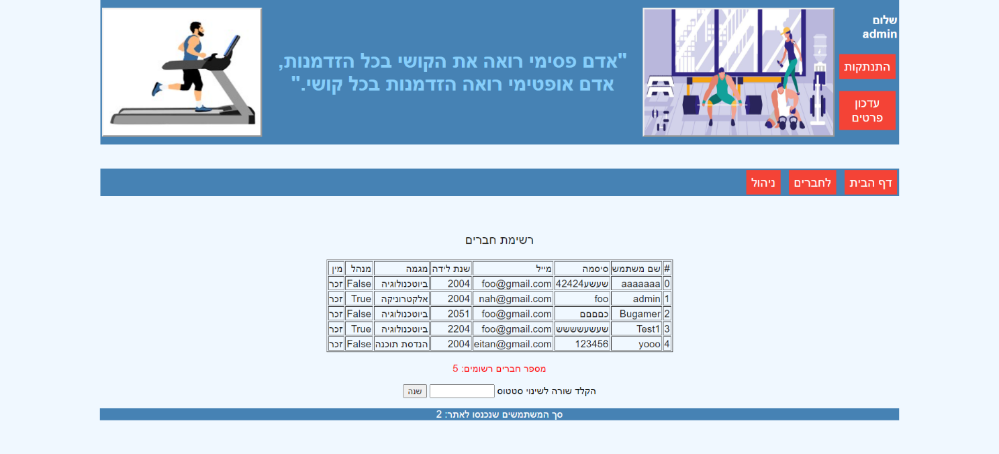 שלום
admin
התנתקות
עדכון
פרטים
"אדם פסימי רואה את הקושי בכל הזדמנות,
אדם אופטימי רואה הזדמנות בכל קושי."
דף הבית לחברים ניהול
רשימת חברים
# שם משתמש סיסמה מייל שנת לידה מגמה מנהל מין
0 aaaaaaa שעשע42424 foo@gmail.com 2004 ביוטכנולוגיה False זכר
1 admin foo nah@gmail.com 2004 אלקטרוניקה True זכר
2 Bugamer כםםםם foo@gmail.com 2051 ביוטכנולוגיה False זכר
3 Test1 שעשעשששש foo@gmail.com 2204 ביוטכנולוגיה True זכר
4 yooo 123456 eitan@gmail.com 2004 הנדסת תוכנה False זכר
מספר חברים רשומים: 5
הקלד שורה לשינוי סטטוס שנה
סך המשתמשים שנכנסו לאתר: 2